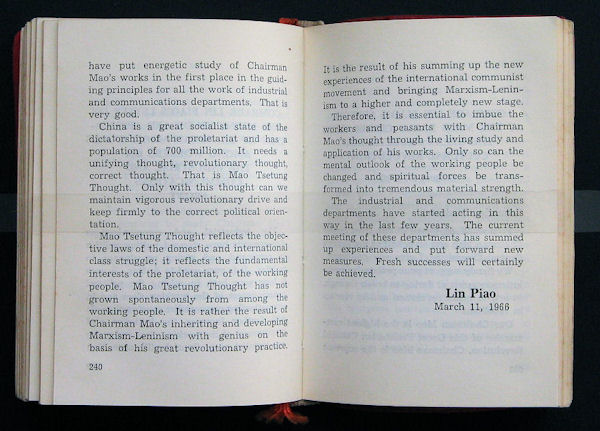 have put energetic study of Chairman
Mao's works in the first place in the guid-
ing principles for all the work of industrial
and communications departments. That is
very good.
China is a great socialist state of the
dictatorship of the proletariat and has a
population of 700 million. It needs a
unifying thought, revolutionary thought,
correct thought. That is Mao Tsetung
Thought. Only with this thought can we
maintain vigorous revolutionary drive and
keep firmly to the correct political orien-
tation.
Mao Tsetung Thought reflects the objec-
tive laws of the domestic and international
class struggle; it reflects the fundamental
interests of the proletariat, of the working
people. Mao Tsetung Thought has not
grown spontaneously from among the
working people. It is rather the result of
Chairman Mao's inheriting and developing
Marxism-Leninism with genius on the
basis of his great revolutionary practice.
240
It is the result of his summing up the new
experiences of the international communist
movement and bringing Marxism-Lenin-
ism to a higher and completely new stage.
Therefore, it is essential to imbue the
workers and peasants with Chairman
Mao's thought through the living study and
application of his works. Only so can the
mental outlook of the working people be
changed and spiritual forces be trans-
formed into tremendous material strength.
The industrial and communications
departments have started acting in this
way in the last few years. The current
meeting of these departments has summed
up experiences and put forward new
measures. Fresh successes will certainly
be achieved.
Lin Piao
March 11, 1966